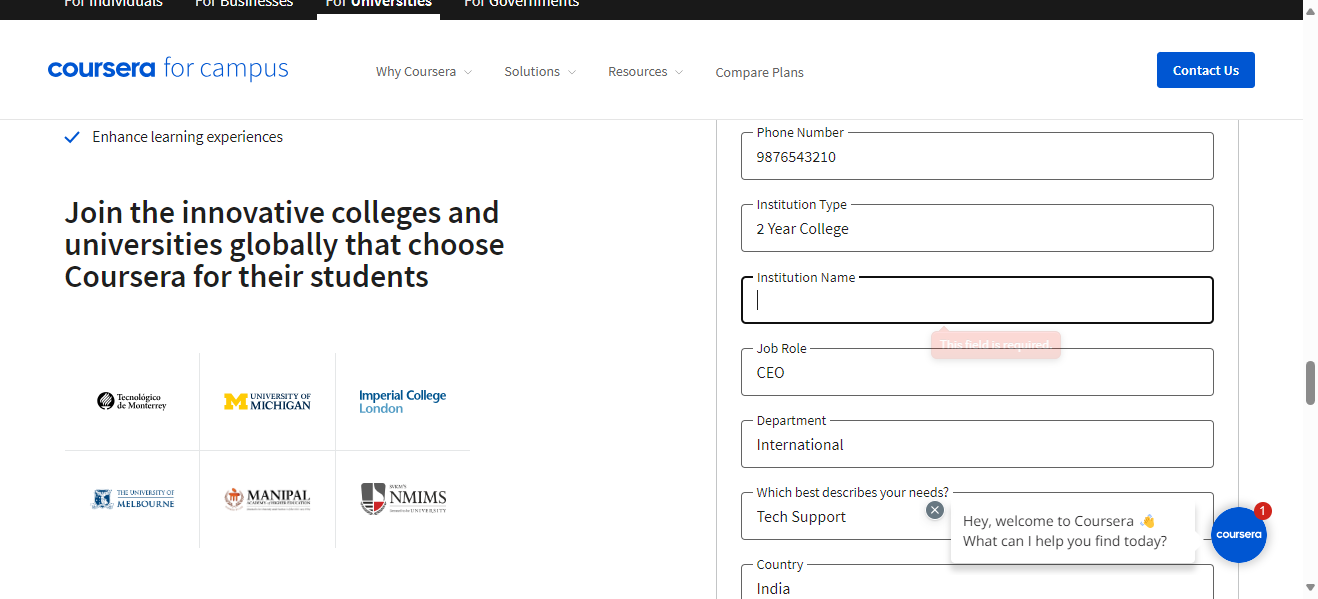 For Individuals For Businesses For Universities For Governments
coursera for campus Why Coursera Solutions Resources Compare Plans Contact Us
Enhance learning experiences
Join the innovative colleges and
universities globally that choose
Coursera for their students
Tecnológico
de Monterrey
UNIVERSITY OF
MICHIGAN
Imperial College
London
THE UNIVERSITY OF
MELBOURNE
MANIPAL
SVKM'S
NMIMS
Phone Number
9876543210
Institution Type
2 Year College
Institution Name
This field is required.
Job Role
CEO
Department
International
Which best describes your needs?
Tech Support
Hey, welcome to Coursera 👋
What can I help you find today?
1
coursera
Country
India